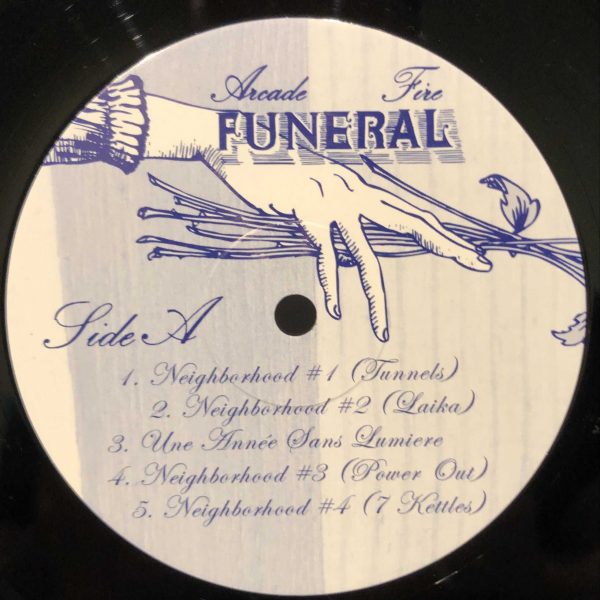 Arcade Fire
FUNERAL
Side A
1. Neighborhood #1 (Tunnels)
2. Neighborhood #2 (Laika)
3. Une Année Sans Lumiere
4. Neighborhood #3 (Power Out)
5. Neighborhood #4 (7 Kettles)